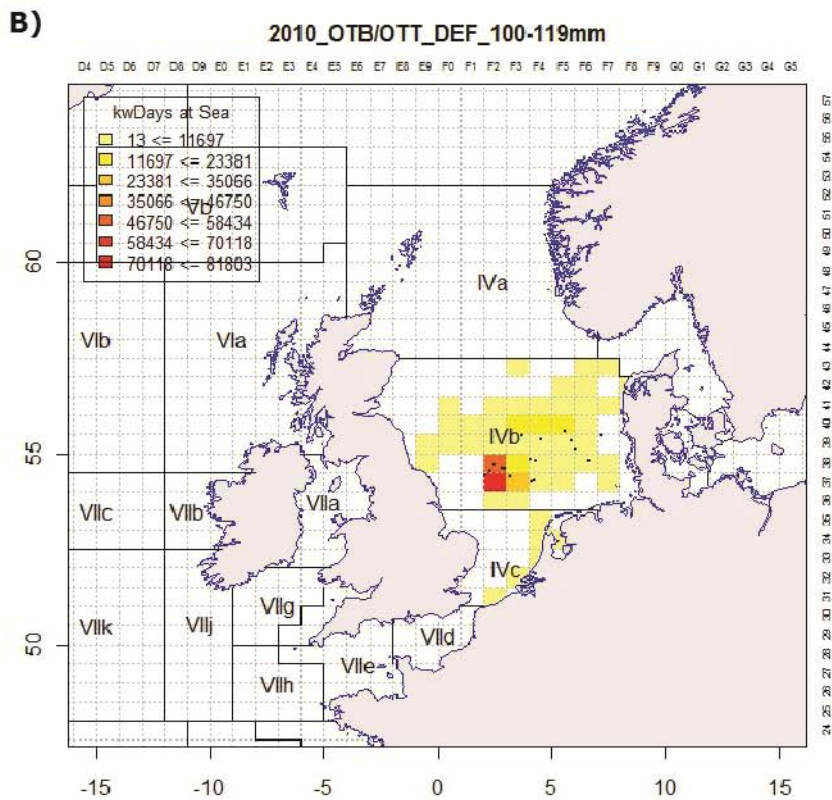 B)
2010_OTB/OTT_DEF_100-119mm
D4 D5 D6 D7 D8 D9 E0 E1 E2 E3 E4 E5 E6 E7 E8 E9 F0 F1 F2 F3 F4 F5 F6 F7 F8 F9 G0 G1 G2 G3 G4 G5
kwDays at Sea
13 <= 11697
11697 <= 23381
23381 <= 35066
35066 <= 46750
46750 <= 58434
58434 <= 70118
70118 <= 81803
Vb
IVa
VIb
VIa
IVb
VIIa
VIIc
VIIb
IVc
VIIg
VIIk
VIIj
VIId
VIIe
VIIh
60
55
50
57
56
55
54
53
52
51
50
49
48
47
46
45
44
43
42
41
40
39
38
37
36
35
34
33
32
31
30
29
28
27
26
25
24
-15 -10 -5 0 5 10 15